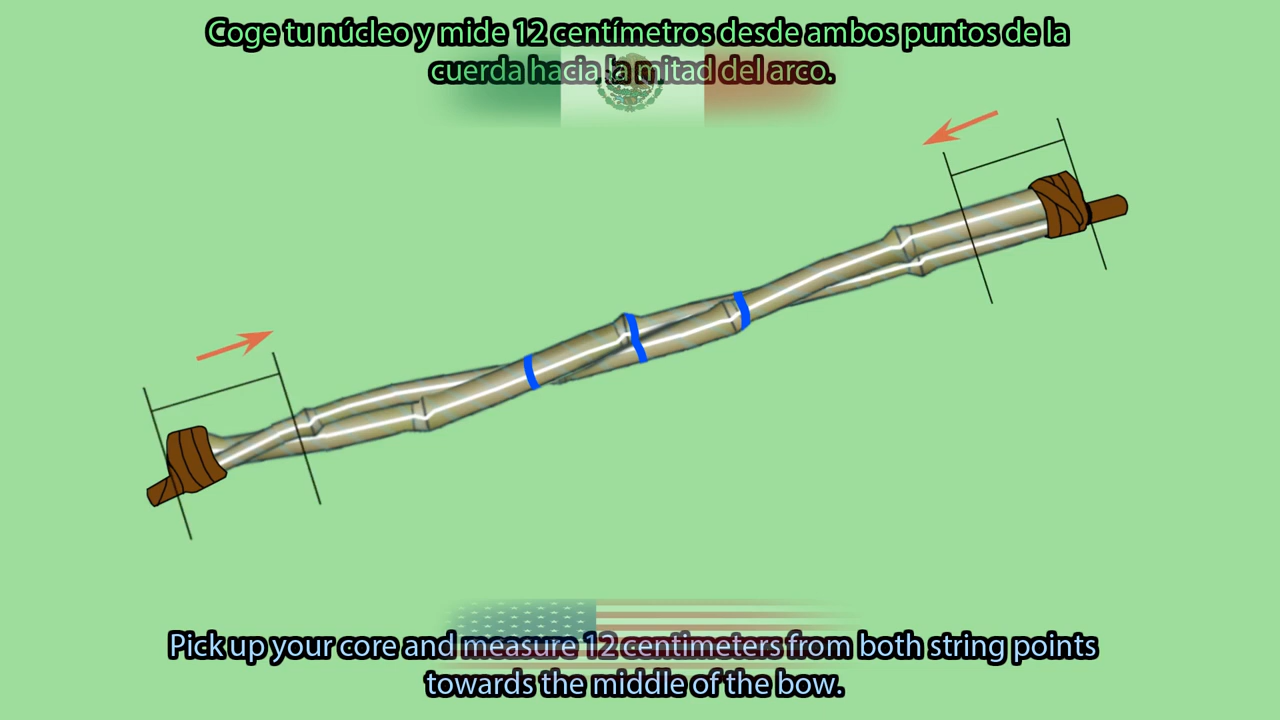 Coge tu núcleo y mide 12 centímetros desde ambos puntos de la
cuerda hacia la mitad del arco.
Pick up your core and measure 12 centimeters from both string points
towards the middle of the bow.